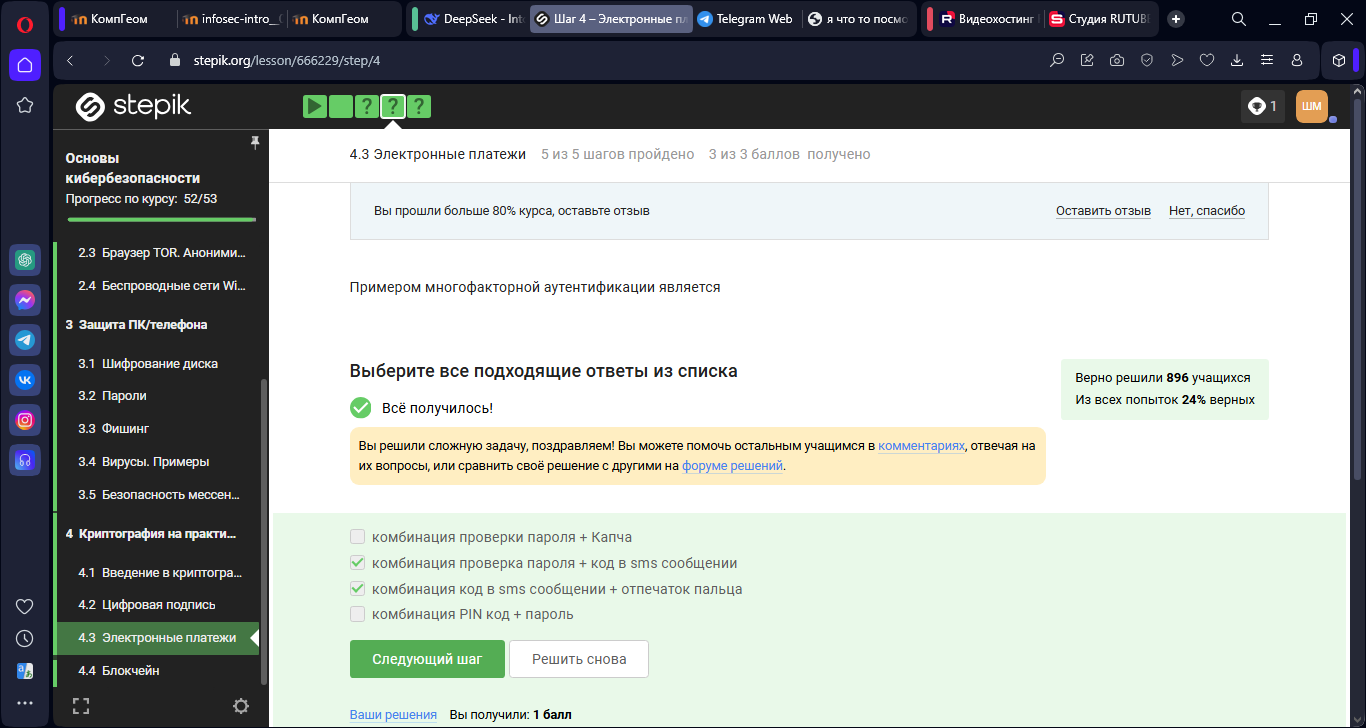 КомпГеом
infosec-intro__
КомпГеом
DeepSeek - Int
Шаг 4 – Электронные пл
Telegram Web
я что то посмо
Видеохостинг
Студия RUTUBE
stepik.org/lesson/666229/step/4
stepik
? ? ?
1
ШМ
Основы
кибербезопасности
Прогресс по курсу: 52/53
2.3 Браузер TOR. Аноними...
2.4 Беспроводные сети Wi...
3 Защита ПК/телефона
3.1 Шифрование диска
3.2 Пароли
3.3 Фишинг
3.4 Вирусы. Примеры
3.5 Безопасность мессен...
4 Криптография на практи...
4.1 Введение в криптогра...
4.2 Цифровая подпись
4.3 Электронные платежи
4.4 Блокчейн
4.3 Электронные платежи 5 из 5 шагов пройдено 3 из 3 баллов получено
Вы прошли больше 80% курса, оставьте отзыв
Оставить отзыв
Нет, спасибо
Примером многофакторной аутентификации является
Выберите все подходящие ответы из списка
Верно решили 896 учащихся
Из всех попыток 24% верных
Всё получилось!
Вы решили сложную задачу, поздравляем! Вы можете помочь остальным учащимся в комментариях, отвечая на
их вопросы, или сравнить своё решение с другими на форуме решений.
комбинация проверки пароля + Капча
комбинация проверка пароля + код в sms сообщении
комбинация код в sms сообщении + отпечаток пальца
комбинация PIN код + пароль
Следующий шаг
Решить снова
Ваши решения Вы получили: 1 балл